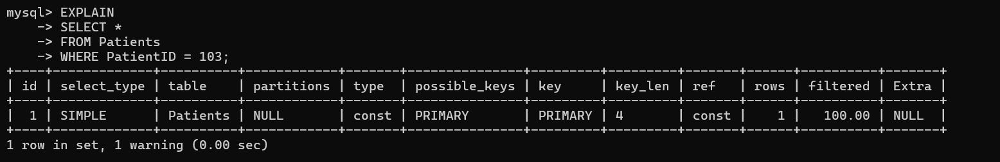 mysql> EXPLAIN
    -> SELECT *
    -> FROM Patients
    -> WHERE PatientID = 103;
+----+-------------+----------+------------+-------+---------------+---------+---------+-------+------+----------+-------+
| id | select_type | table    | partitions | type  | possible_keys | key     | key_len | ref   | rows | filtered | Extra |
+----+-------------+----------+------------+-------+---------------+---------+---------+-------+------+----------+-------+
|  1 | SIMPLE      | Patients | NULL       | const | PRIMARY       | PRIMARY | 4       | const |    1 |   100.00 | NULL  |
+----+-------------+----------+------------+-------+---------------+---------+---------+-------+------+----------+-------+
1 row in set, 1 warning (0.00 sec)